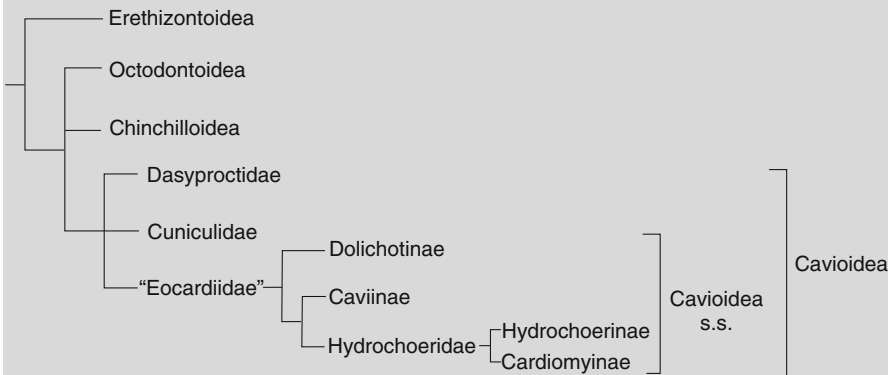 Erethizontoidea
Octodontoidea
Chinchilloidea
Dasyproctidae
Cuniculidae
“Eocardiidae”
Dolichotinae
Caviinae
Hydrochoeridae
Hydrochoerinae
Cardiomyinae
Cavioidea
s.s.
Cavioidea